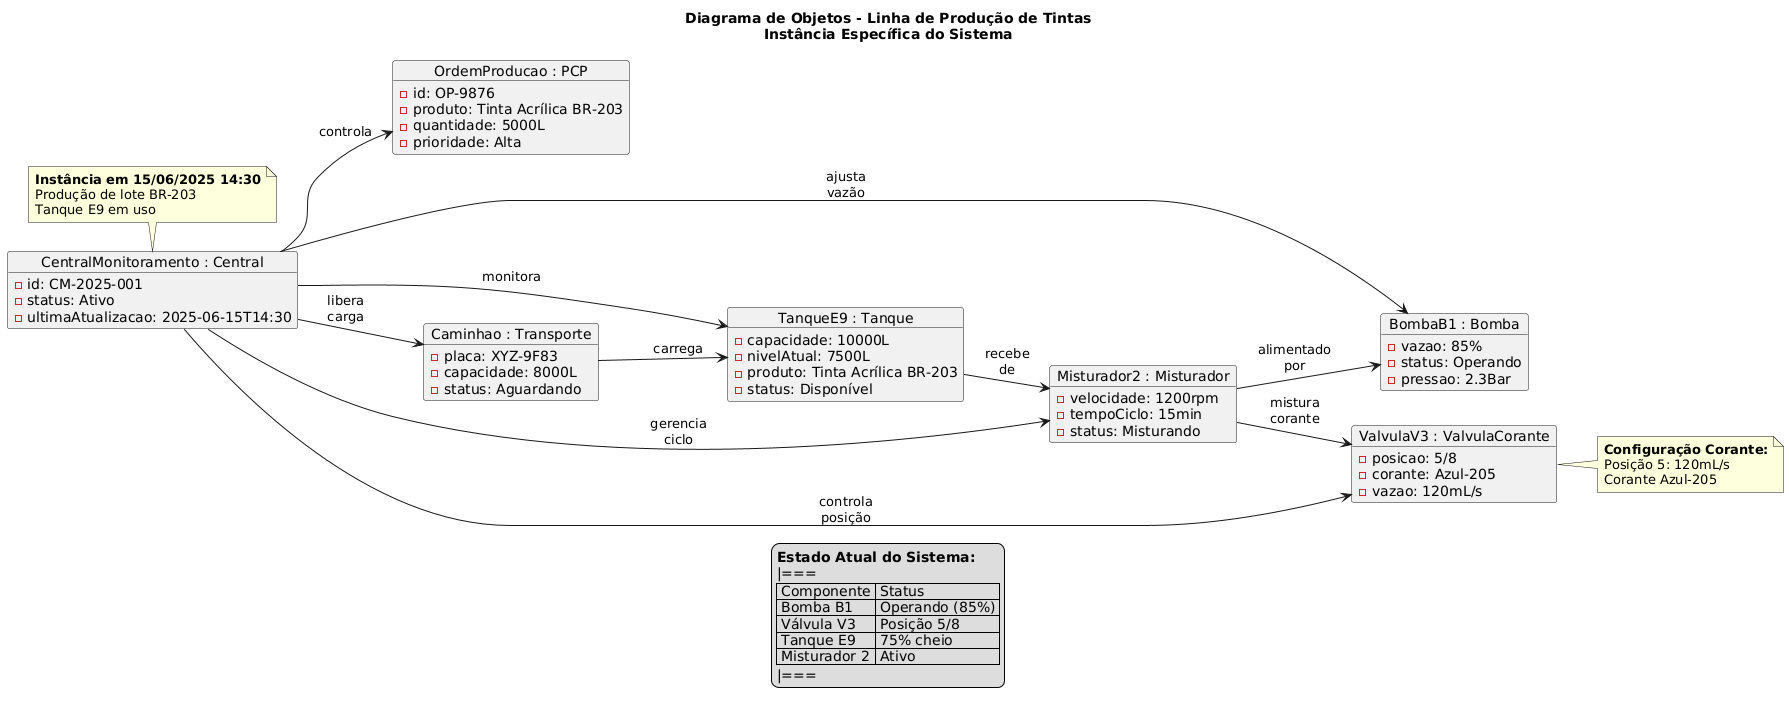 Diagrama de Objetos - Linha de Produção de Tintas
Instância Específica do Sistema
OrdemProducao : PCP
id: OP-9876
produto: Tinta Acrílica BR-203
quantidade: 5000L
prioridade: Alta
controla
Instância em 15/06/2025 14:30
Produção de lote BR-203
Tanque E9 em uso
ajusta
vazão
CentralMonitoramento : Central
id: CM-2025-001
status: Ativo
ultimaAtualizacao: 2025-06-15T14:30
monitora
libera
carga
Caminhao : Transporte
placa: XYZ-9F83
capacidade: 8000L
status: Aguardando
carrega
TanqueE9 : Tanque
capacidade: 10000L
nivelAtual: 7500L
produto: Tinta Acrílica BR-203
status: Disponível
recebe
de
Misturador2 : Misturador
velocidade: 1200rpm
tempoCiclo: 15min
status: Misturando
alimentado
por
BombaB1 : Bomba
vazao: 85%
status: Operando
pressao: 2.3Bar
mistura
corante
gerencia
ciclo
ValvulaV3 : ValvulaCorante
posicao: 5/8
corante: Azul-205
vazao: 120mL/s
Configuração Corante:
Posição 5: 120mL/s
Corante Azul-205
controla
posição
Estado Atual do Sistema:
|===
Componente Status
Bomba B1 Operando (85%)
Válvula V3 Posição 5/8
Tanque E9 75% cheio
Misturador 2 Ativo
|===